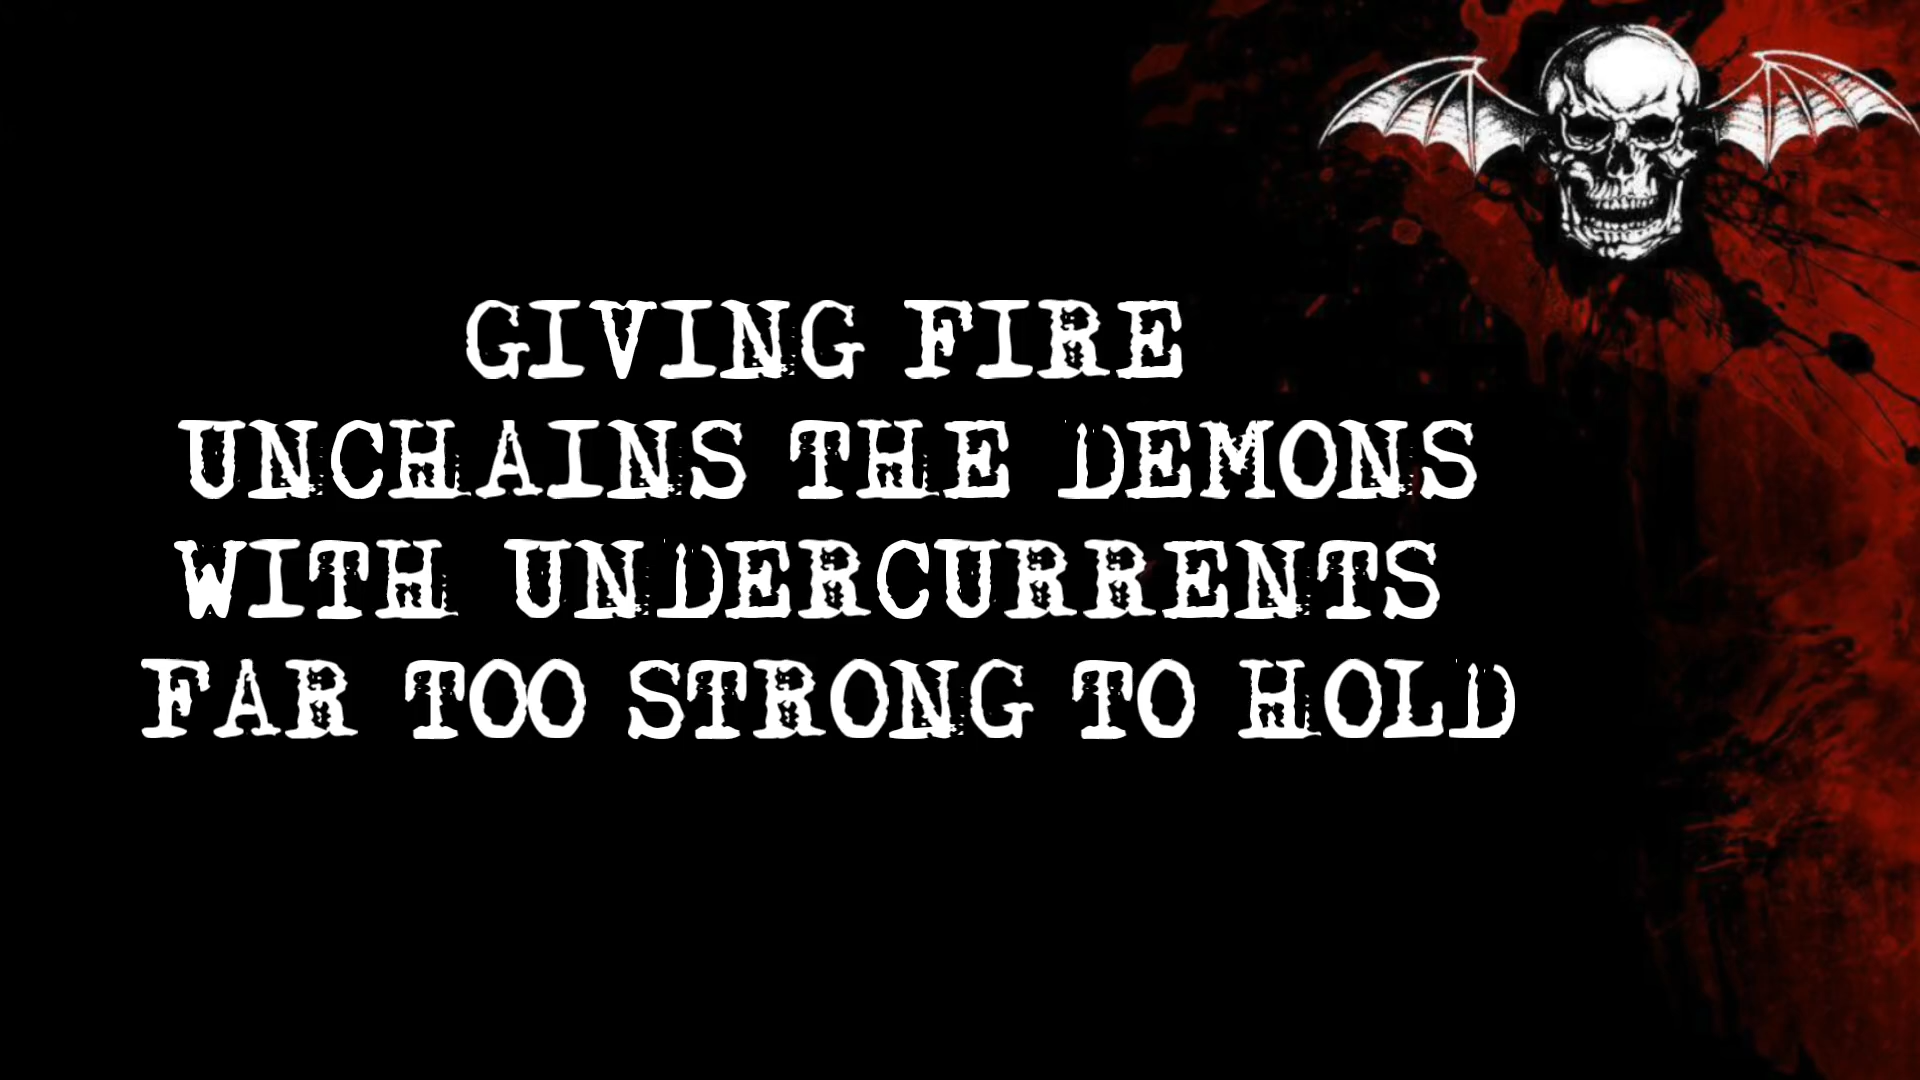 GIVING FIRE
UNCHAINS THE DEMONS
WITH UNDERCURRENTS
FAR TOO STRONG TO HOLD